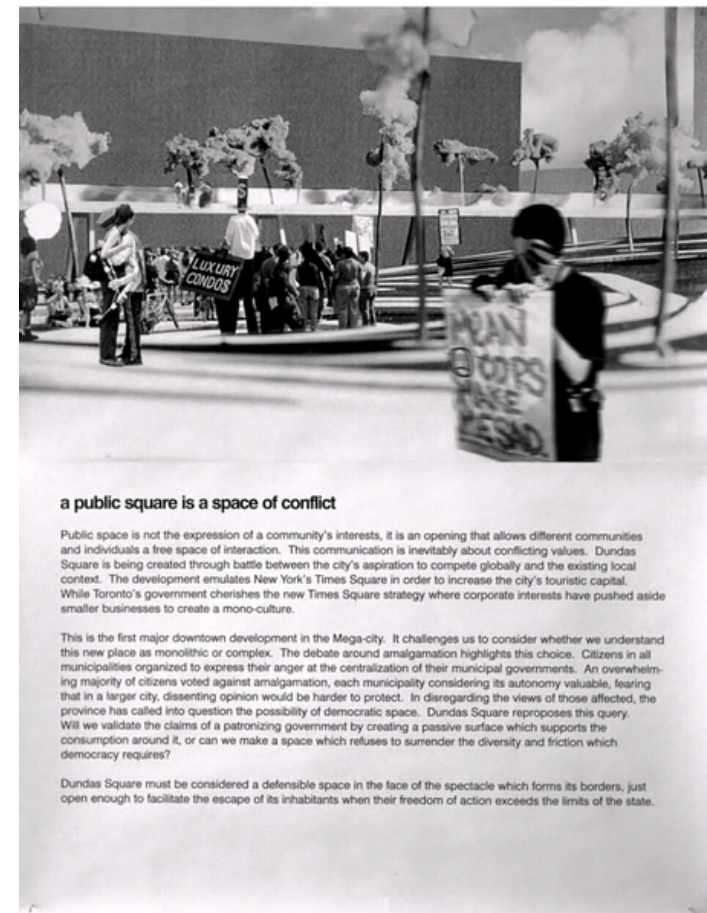 $
LUXURY
CONDOS
MEAN
COPS
MAKE
ME SAD.
a public square is a space of conflict
Public space is not the expression of a community's interests, it is an opening that allows different communities
and individuals a free space of interaction. This communication is inevitably about conflicting values. Dundas
Square is being created through battle between the city's aspiration to compete globally and the existing local
context. The development emulates New York's Times Square in order to increase the city's touristic capital.
While Toronto's government cherishes the new Times Square strategy where corporate interests have pushed aside
smaller businesses to create a mono-culture.
This is the first major downtown development in the Mega-city. It challenges us to consider whether we understand
this new place as monolithic or complex. The debate around amalgamation highlights this choice. Citizens in all
municipalities organized to express their anger at the centralization of their municipal governments. An overwhelm-
ing majority of citizens voted against amalgamation, each municipality considering its autonomy valuable, fearing
that in a larger city, dissenting opinion would be harder to protect. In disregarding the views of those affected, the
province has called into question the possibility of democratic space. Dundas Square reproposes this query.
Will we validate the claims of a patronizing government by creating a passive surface which supports the
consumption around it, or can we make a space which refuses to surrender the diversity and friction which
democracy requires?
Dundas Square must be considered a defensible space in the face of the spectacle which forms its borders, just
open enough to facilitate the escape of its inhabitants when their freedom of action exceeds the limits of the state.